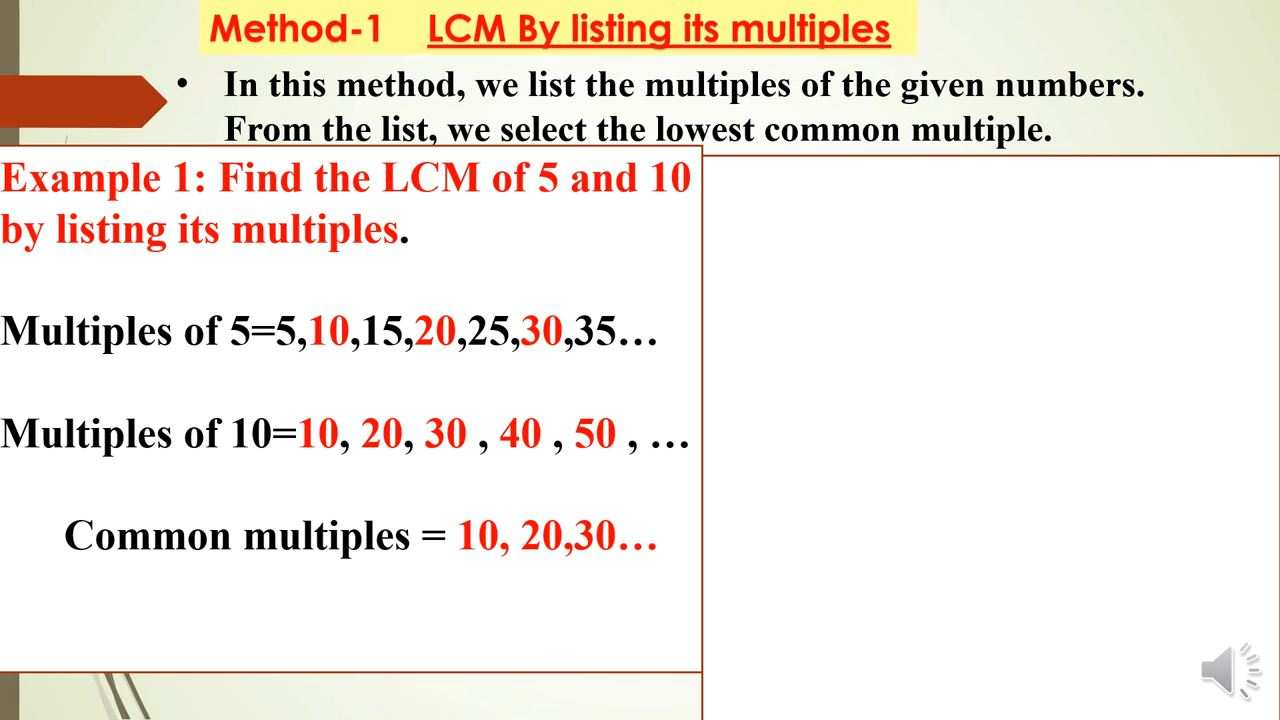 Method-1 LCM By listing its multiples
• In this method, we list the multiples of the given numbers.
From the list, we select the lowest common multiple.
Example 1: Find the LCM of 5 and 10
by listing its multiples.
Multiples of 5=5,10,15,20,25,30,35…
Multiples of 10=10, 20, 30 , 40 , 50 , …
Common multiples = 10, 20,30…